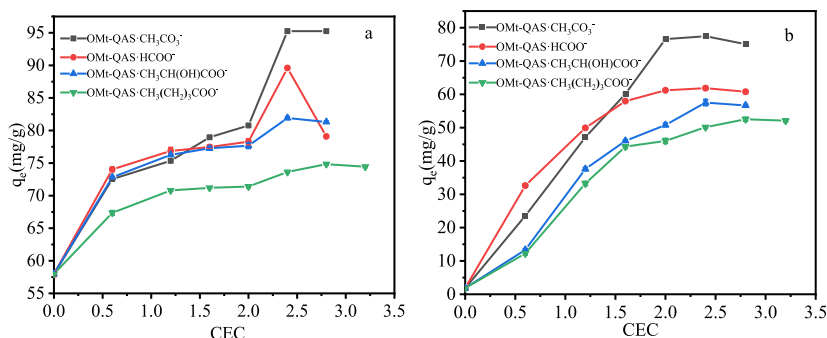 a
OMt-QAS·CH₃CO₃⁻
OMt-QAS·HCOO⁻
OMt-QAS·CH₃CH(OH)COO⁻
OMt-QAS·CH₃(CH₂)₃COO⁻
qₑ(mg/g)
95
90
85
80
75
70
65
60
55
0.0 0.5 1.0 1.5 2.0 2.5 3.0 3.5
CEC
b
OMt-QAS·CH₃CO₃⁻
OMt-QAS·HCOO⁻
OMt-QAS·CH₃CH(OH)COO⁻
OMt-QAS·CH₃(CH₂)₃COO⁻
qₑ(mg/g)
80
70
60
50
40
30
20
10
0
0.0 0.5 1.0 1.5 2.0 2.5 3.0 3.5
CEC